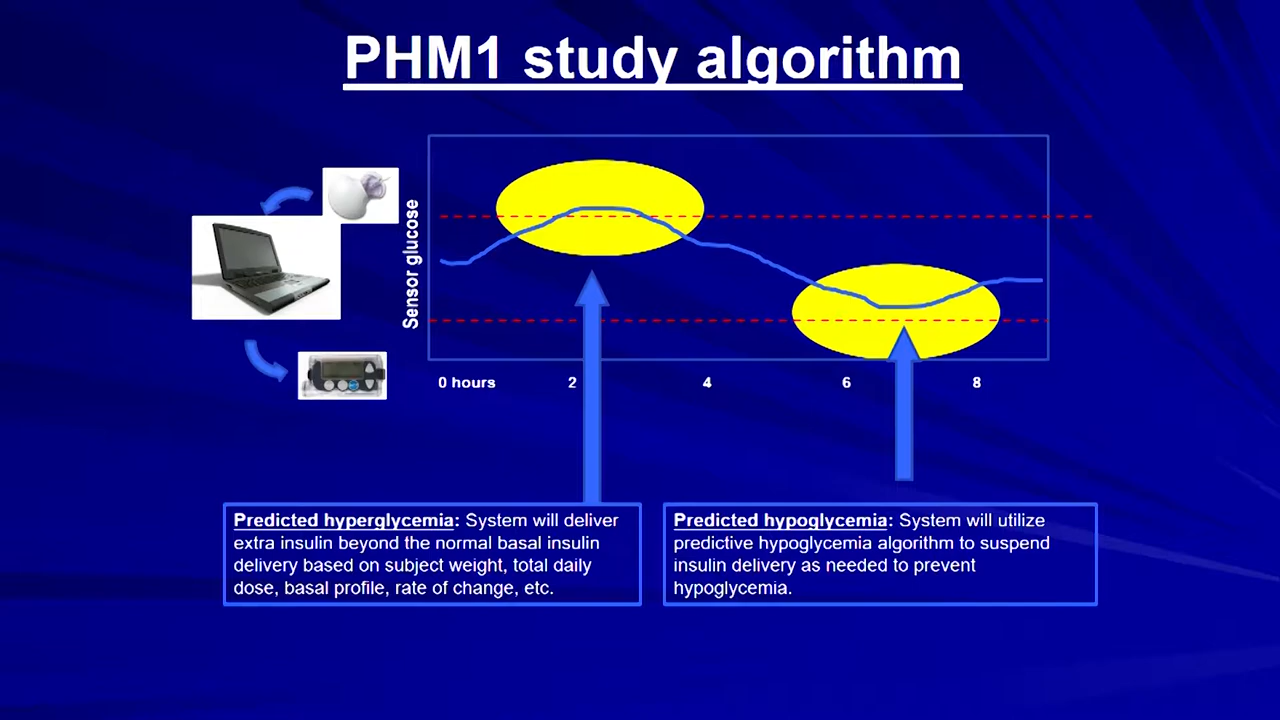 PHM1 study algorithm
Sensor glucose
0 hours 2 4 6 8
Predicted hyperglycemia: System will deliver
extra insulin beyond the normal basal insulin
delivery based on subject weight, total daily
dose, basal profile, rate of change, etc.
Predicted hypoglycemia: System will utilize
predictive hypoglycemia algorithm to suspend
insulin delivery as needed to prevent
hypoglycemia.